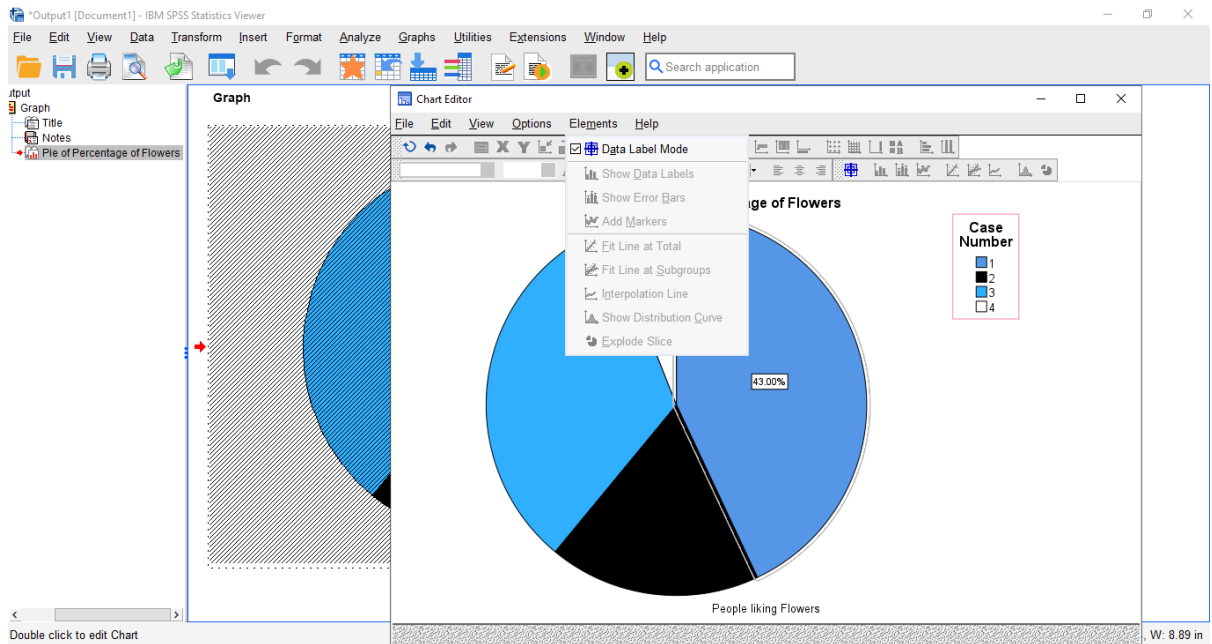 *Output1 [Document1] - IBM SPSS Statistics Viewer
File Edit View Data Transform Insert Format Analyze Graphs Utilities Extensions Window Help
Search application
utput
Graph
Title
Notes
Pie of Percentage of Flowers
Graph
Chart Editor
File Edit View Options Elements Help
Data Label Mode
Show Data Labels
Show Error Bars
Add Markers
Fit Line at Total
Fit Line at Subgroups
Interpolation Line
Show Distribution Curve
Explode Slice
ge of Flowers
Case
Number
1
2
3
4
43.00%
People liking Flowers
Double click to edit Chart
, W: 8.89 in